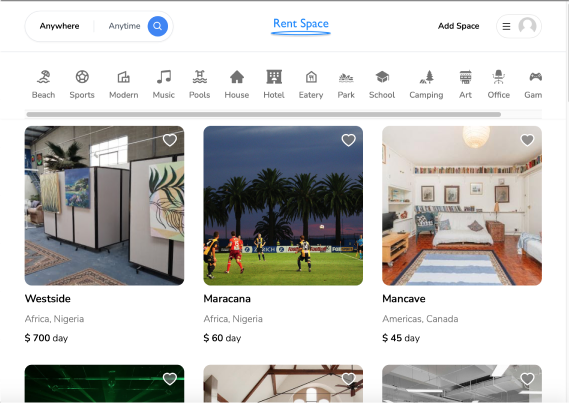 Anywhere Anytime Rent Space Add Space
Beach Sports Modern Music Pools House Hotel Eatery Park School Camping Art Office Gam
Westside Maracana Mancave
Africa, Nigeria Africa, Nigeria Americas, Canada
$ 700 day $ 60 day $ 45 day